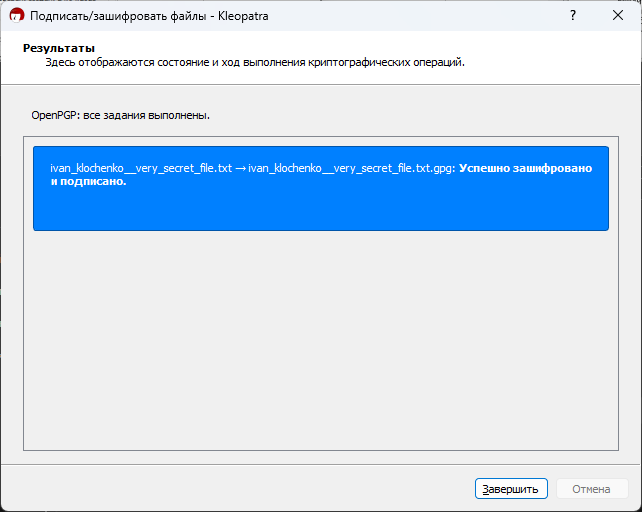 Подписать/зашифровать файлы - Kleopatra
?
Результаты
Здесь отображаются состояние и ход выполнения криптографических операций.
OpenPGP: все задания выполнены.
ivan_klochenko__very_secret_file.txt → ivan_klochenko__very_secret_file.txt.gpg: Успешно зашифровано
и подписано.
Завершить
Отмена